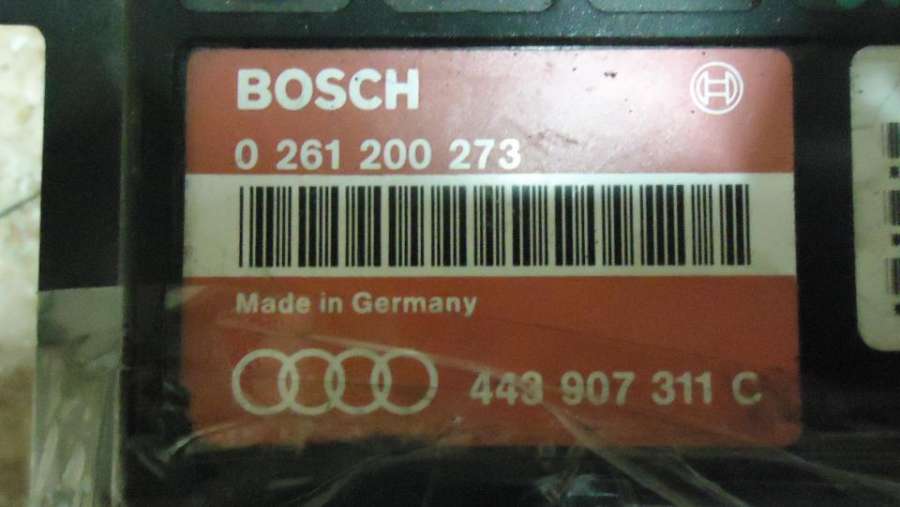 BOSCH
0 261 200 273
Made in Germany
443 907 311 C